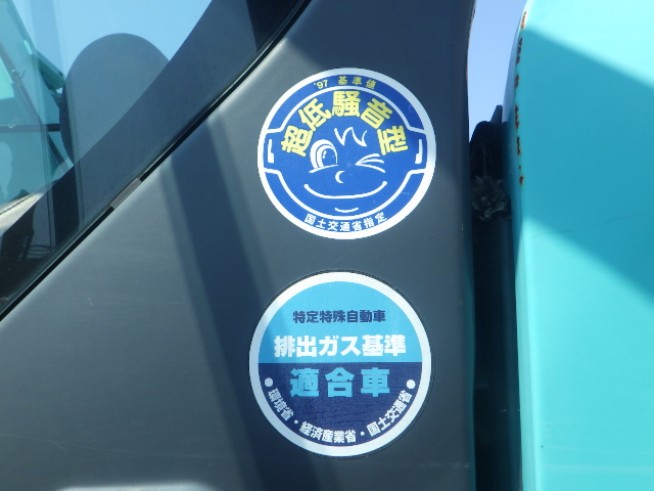 '97 基準値
超低騒音型
国土交通省指定
特定特殊自動車
排出ガス基準
適合車
●環境省・経済産業省・国土交通省●